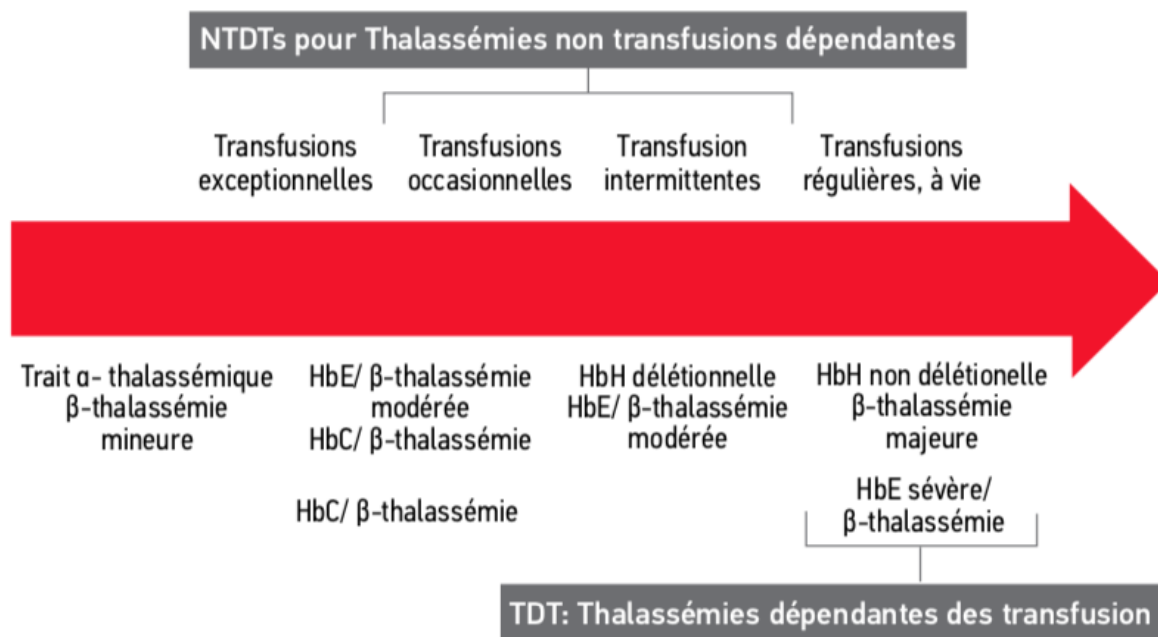 NTDTs pour Thalassémies non transfusions dépendantes
Transfusions
exceptionnelles
Transfusions
occasionnelles
Transfusion
intermittentes
Transfusions
régulières, à vie
Trait α- thalassémique
β-thalassémie
mineure
HbE/ β-thalassémie
modérée
HbC/ β-thalassémie
HbC/ β-thalassémie
HbH délétionnelle
HbE/ β-thalassémie
modérée
HbH non délétionelle
β-thalassémie
majeure
HbE sévère/
β-thalassémie
TDT: Thalassémies dépendantes des transfusion